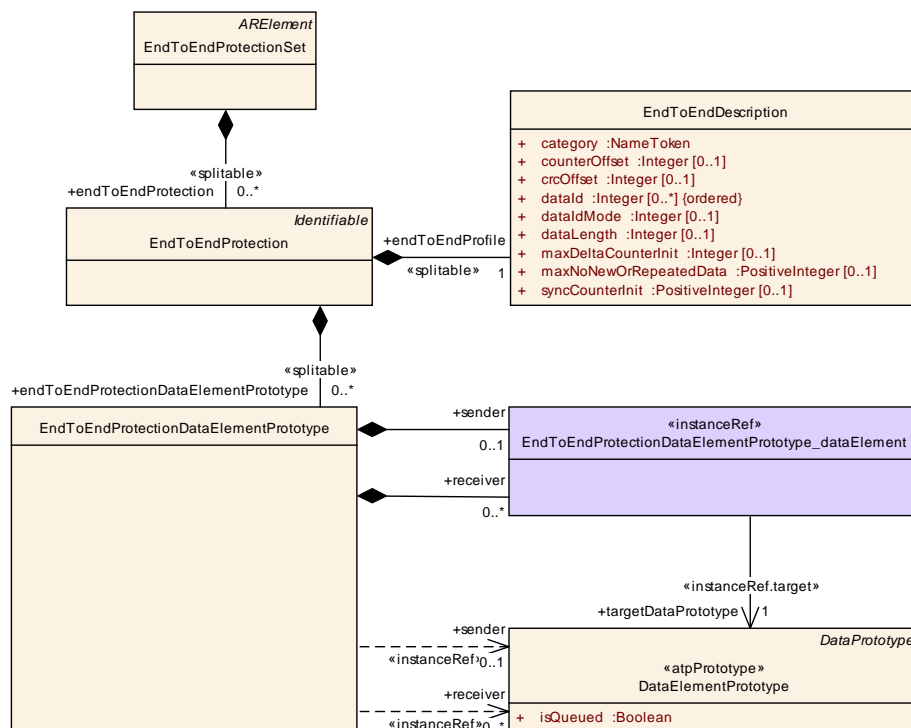 ARElement
EndToEndProtectionSet
«splitable»
+endToEndProtection 0..*
Identifiable
EndToEndProtection
+endToEndProfile
«splitable» 1
EndToEndDescription
+ category :NameToken
+ counterOffset :Integer [0..1]
+ crcOffset :Integer [0..1]
+ dataId :Integer [0..*] {ordered}
+ dataIdMode :Integer [0..1]
+ dataLength :Integer [0..1]
+ maxDeltaCounterInit :Integer [0..1]
+ maxNoNewOrRepeatedData :PositiveInteger [0..1]
+ syncCounterInit :PositiveInteger [0..1]
«splitable»
+endToEndProtectionDataElementPrototype 0..*
EndToEndProtectionDataElementPrototype
+sender
0..1
+receiver
0..*
«instanceRef»
EndToEndProtectionDataElementPrototype_dataElement
«instanceRef.target»
+targetDataPrototype 1
+sender
«instanceRef» 0..1
+receiver
«instanceRef» 0..*
DataPrototype
«atpPrototype»
DataElementPrototype
+ isQueued :Boolean